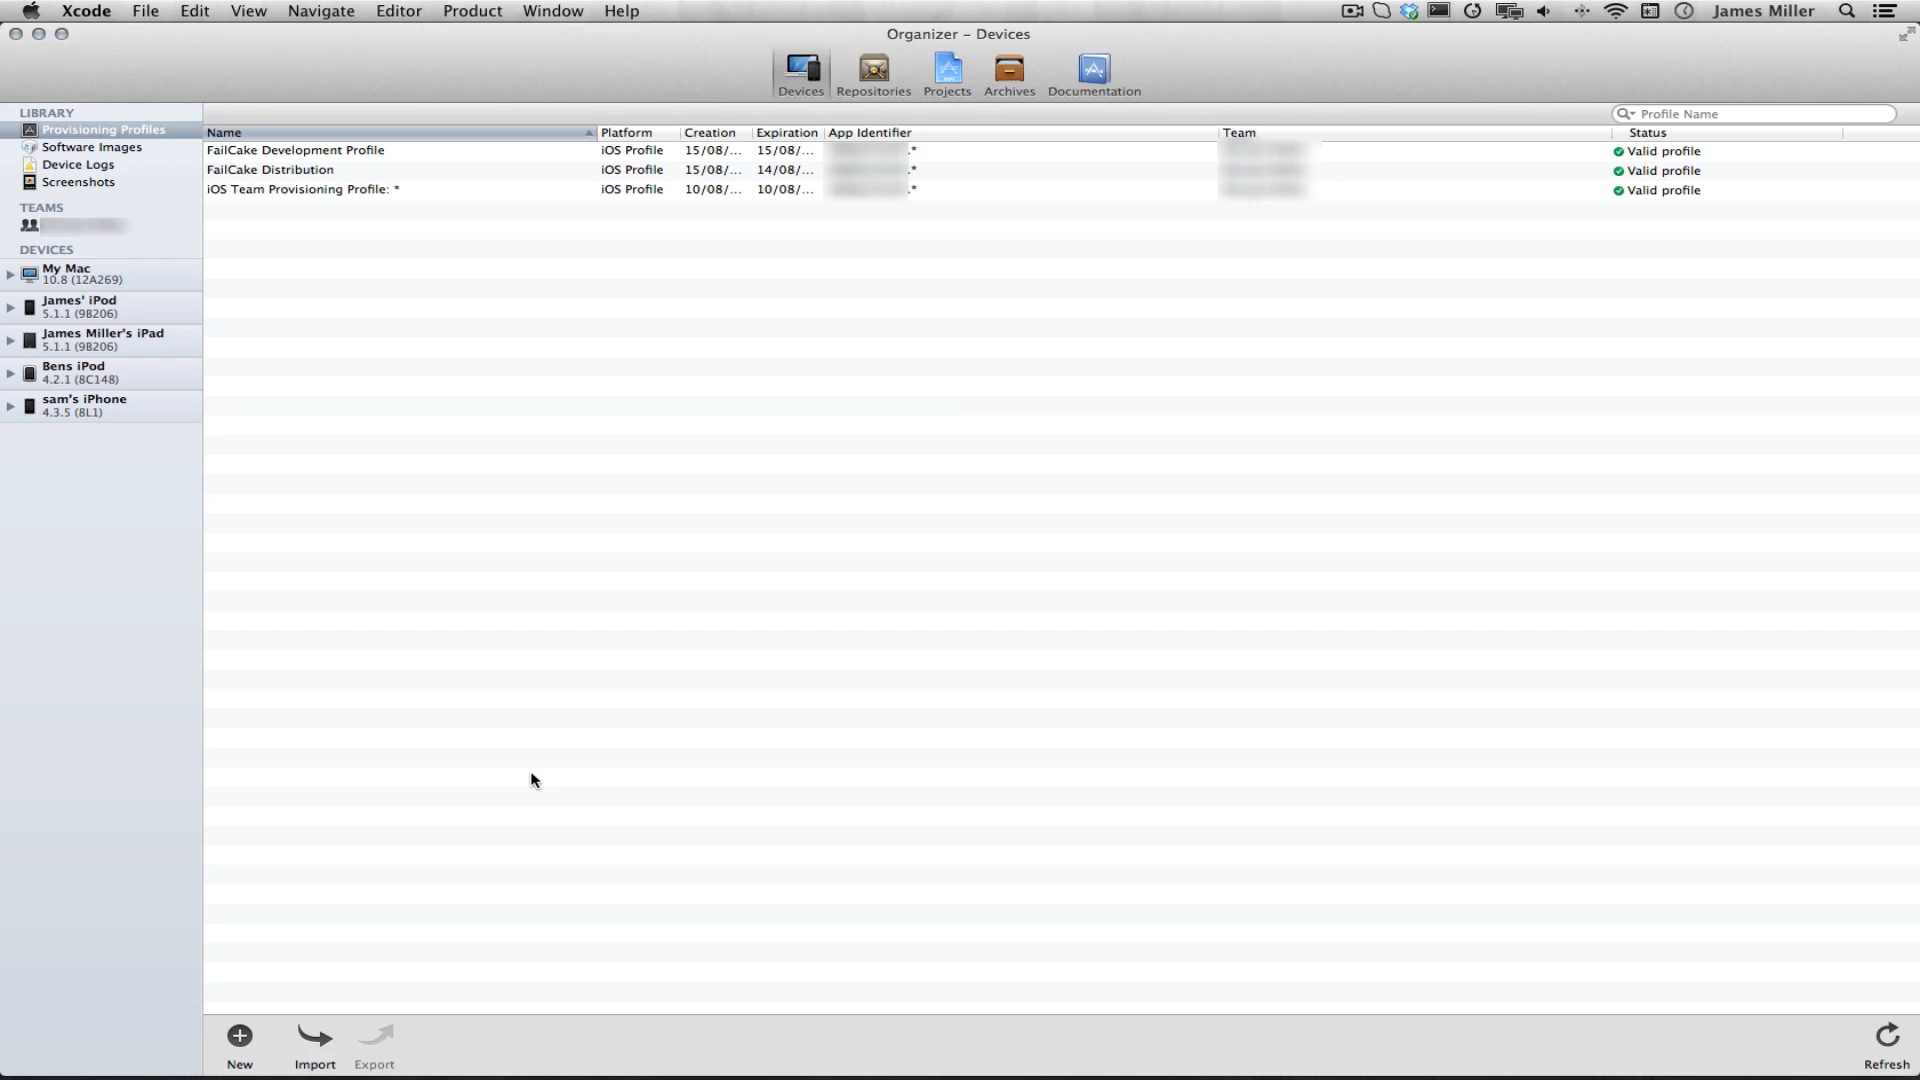 Xcode File Edit View Navigate Editor Product Window Help James Miller
Organizer – Devices
Devices Repositories Projects Archives Documentation
LIBRARY
Provisioning Profiles
Software Images
Device Logs
Screenshots
TEAMS
DEVICES
My Mac
10.8 (12A269)
James' iPod
5.1.1 (9B206)
James Miller's iPad
5.1.1 (9B206)
Bens iPod
4.2.1 (8C148)
sam's iPhone
4.3.5 (8L1)
Profile Name
Name Platform Creation Expiration App Identifier Team Status
FailCake Development Profile iOS Profile 15/08/... 15/08/... .* Valid profile
FailCake Distribution iOS Profile 15/08/... 14/08/... .* Valid profile
iOS Team Provisioning Profile: * iOS Profile 10/08/... 10/08/... .* Valid profile
New Import Export Refresh